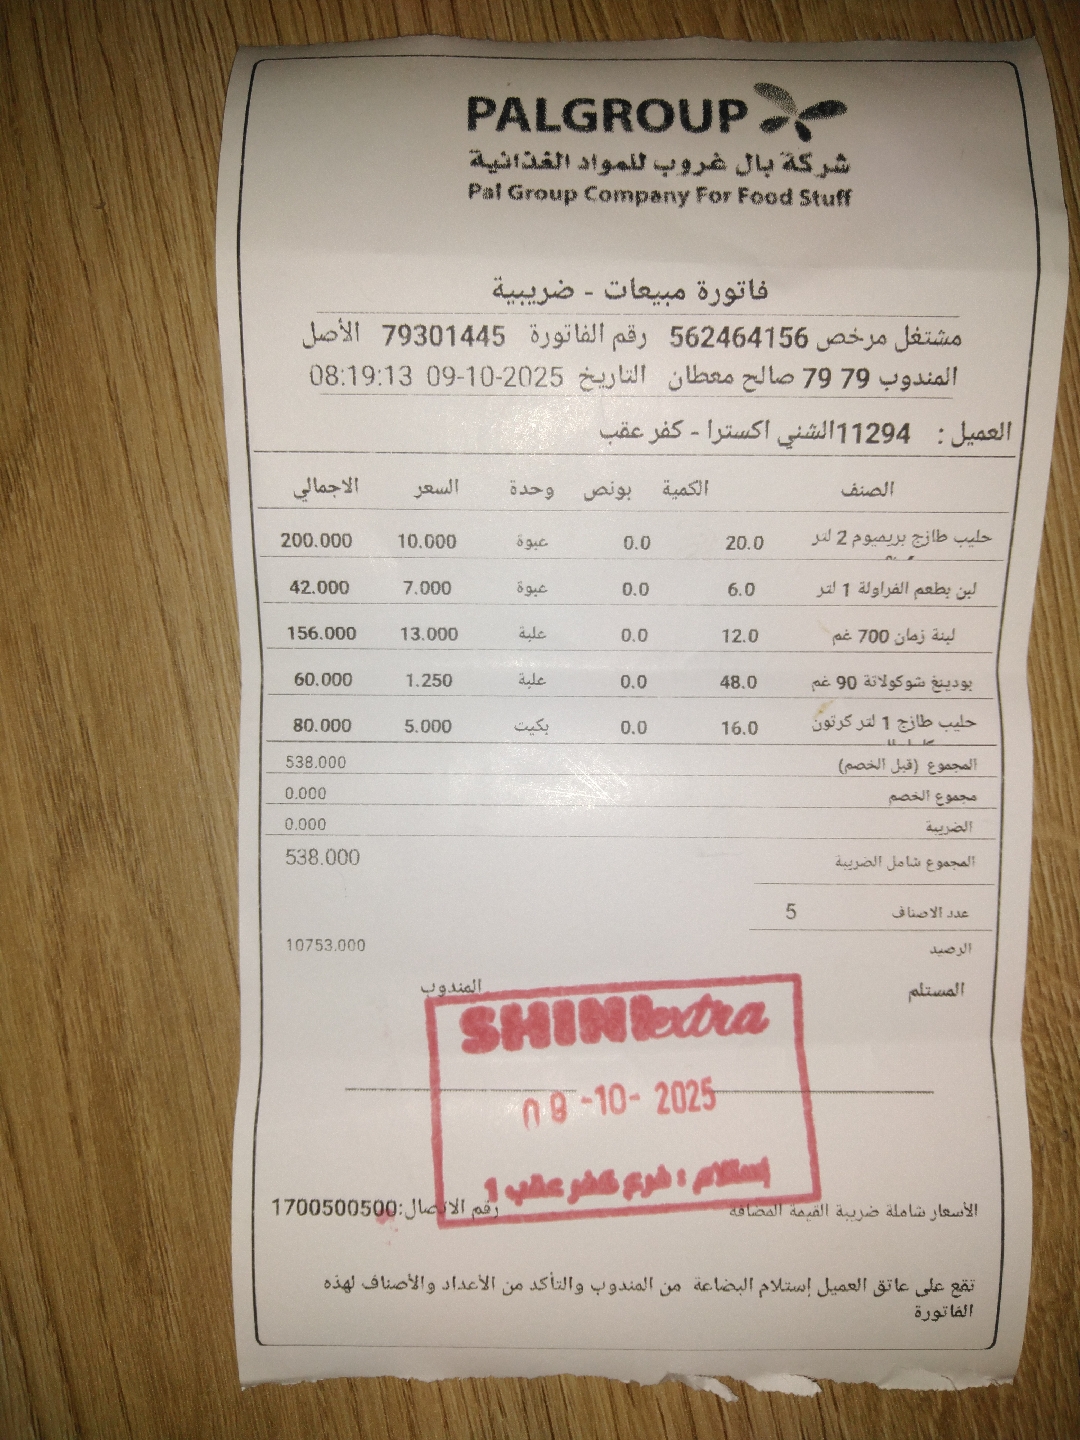 PALGROUP
شركة بال غروب للمواد الغذائية
Pal Group Company For Food Stuff
فاتورة مبيعات - ضريبية
مشتغل مرخص 562464156 رقم الفاتورة 79301445 الأصل
المندوب 79 79 صالح معطان التاريخ 09-10-2025 08:19:13
العميل : 11294الشني اكسترا - كفر عقب
الصنف الكمية بونص وحدة السعر الاجمالي
حليب طازج بريميوم 2 لتر 20.0 0.0 عبوة 10.000 200.000
لبن بطعم الفراولة 1 لتر 6.0 0.0 عبوة 7.000 42.000
لبنة زمان 700 غم 12.0 0.0 علبة 13.000 156.000
بودينغ شوكولاتة 90 غم 48.0 0.0 علبة 1.250 60.000
حليب طازج 1 لتر كرتون 16.0 0.0 بكيت 5.000 80.000
المجموع (قبل الخصم) 538.000
مجموع الخصم 0.000
الضريبة 0.000
المجموع شامل الضريبة 538.000
عدد الاصناف 5
الرصيد 10753.000
المستلم المندوب
SHINIextra
-10- 2025
إستلام : فرع كفر عقب 1
الأسعار شاملة ضريبة القيمة المضافة رقم الاتصال:1700500500
تقع على عاتق العميل إستلام البضاعة من المندوب والتأكد من الأعداد والأصناف لهذه
الفاتورة